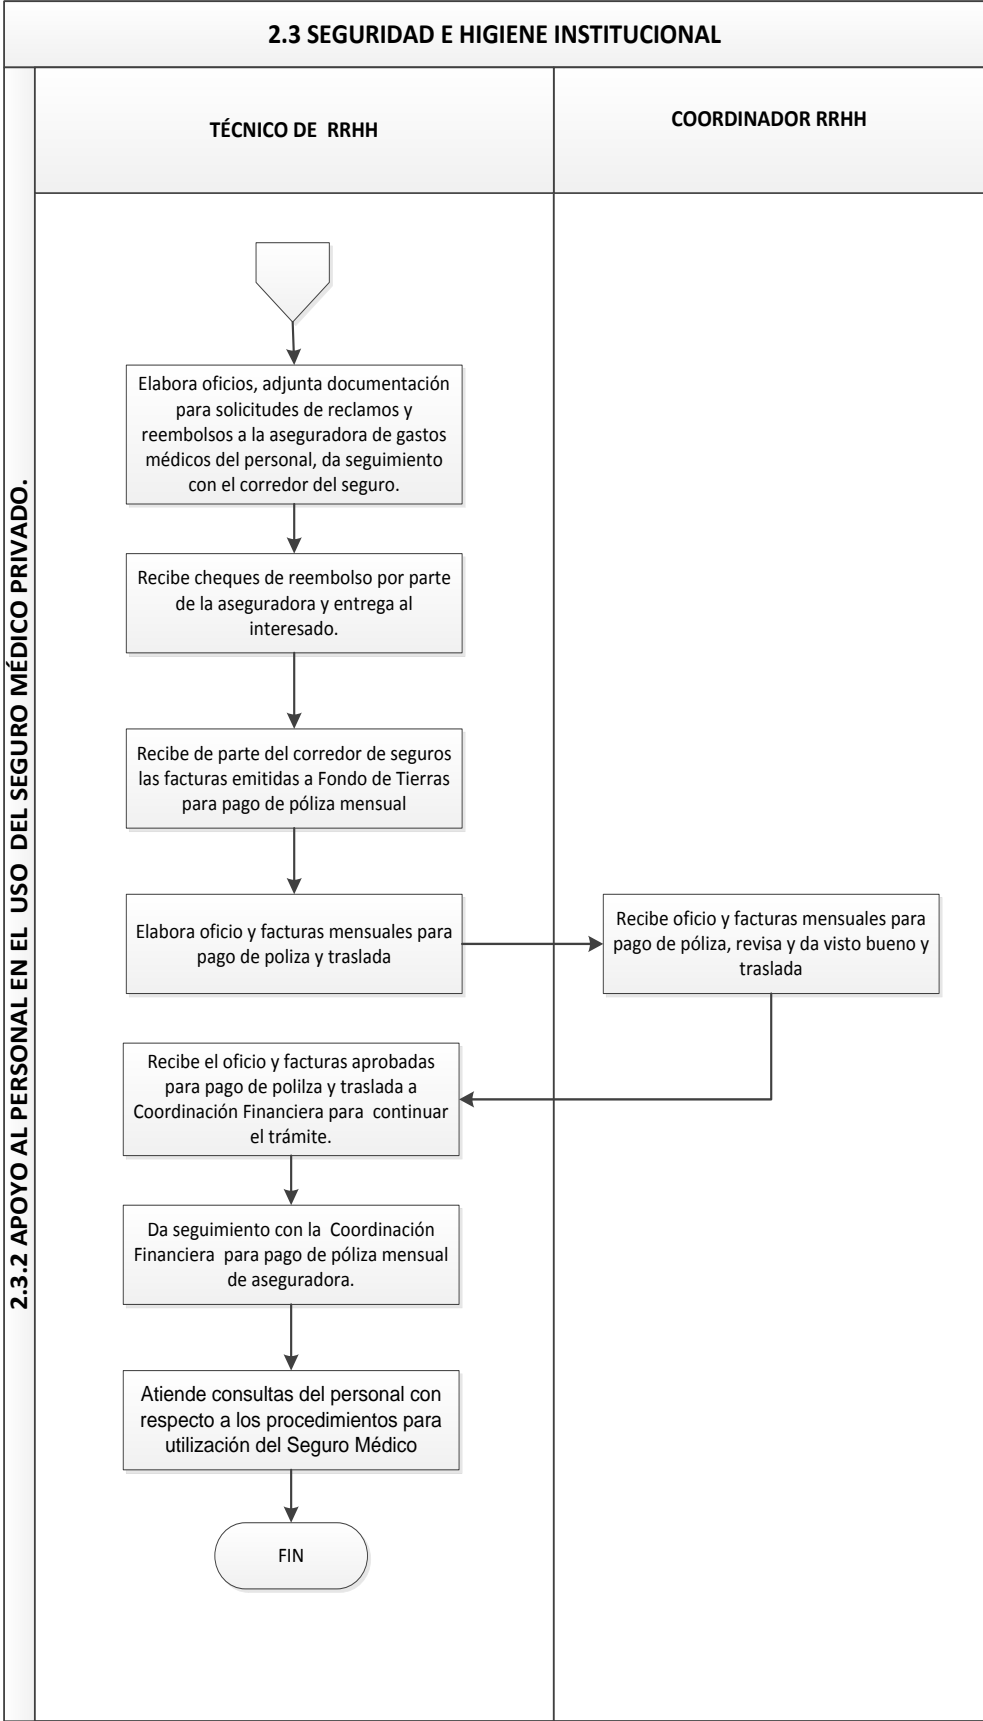 2.3 SEGURIDAD E HIGIENE INSTITUCIONAL
2.3.2 APOYO AL PERSONAL EN EL USO DEL SEGURO MÉDICO PRIVADO.
TÉCNICO DE RRHH
COORDINADOR RRHH
Elabora oficios, adjunta documentación
para solicitudes de reclamos y
reembolsos a la aseguradora de gastos
médicos del personal, da seguimiento
con el corredor del seguro.
Recibe cheques de reembolso por parte
de la aseguradora y entrega al
interesado.
Recibe de parte del corredor de seguros
las facturas emitidas a Fondo de Tierras
para pago de póliza mensual
Elabora oficio y facturas mensuales para
pago de poliza y traslada
Recibe oficio y facturas mensuales para
pago de póliza, revisa y da visto bueno y
traslada
Recibe el oficio y facturas aprobadas
para pago de polilza y traslada a
Coordinación Financiera para continuar
el trámite.
Da seguimiento con la Coordinación
Financiera para pago de póliza mensual
de aseguradora.
Atiende consultas del personal con
respecto a los procedimientos para
utilización del Seguro Médico
FIN